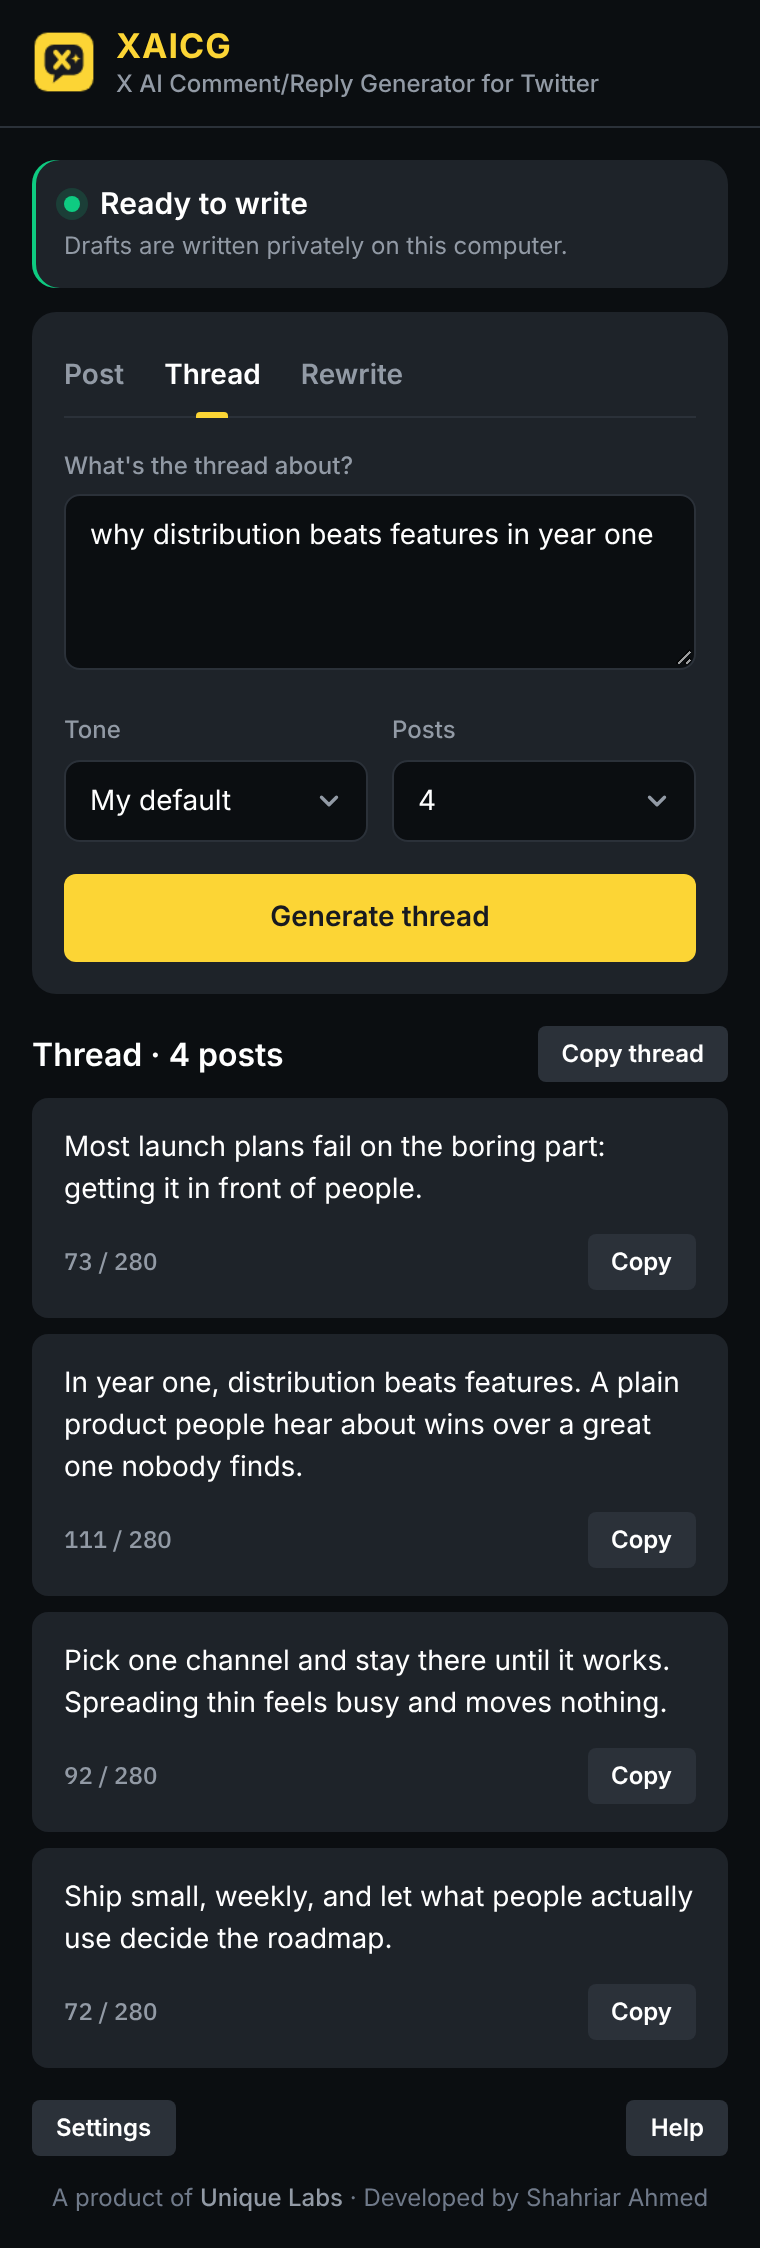 XAICG
X AI Comment/Reply Generator for Twitter
Ready to write
Drafts are written privately on this computer.
Post Thread Rewrite
What's the thread about?
why distribution beats features in year one
Tone Posts
My default 4
Generate thread
Thread · 4 posts Copy thread
Most launch plans fail on the boring part:
getting it in front of people.
73 / 280 Copy
In year one, distribution beats features. A plain
product people hear about wins over a great
one nobody finds.
111 / 280 Copy
Pick one channel and stay there until it works.
Spreading thin feels busy and moves nothing.
92 / 280 Copy
Ship small, weekly, and let what people actually
use decide the roadmap.
72 / 280 Copy
Settings Help
A product of Unique Labs · Developed by Shahriar Ahmed